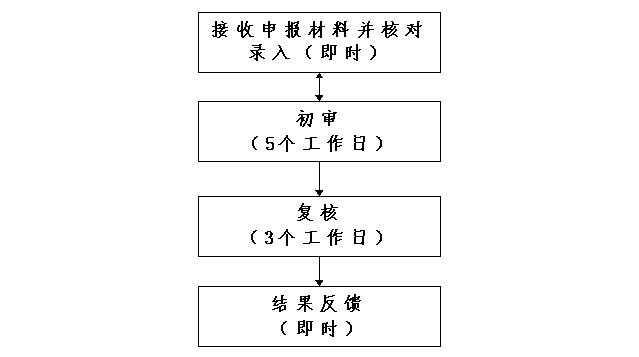 接收申报材料并核对
录入（即时）
初审
（5个工作日）
复核
（3个工作日）
结果反馈
（即时）